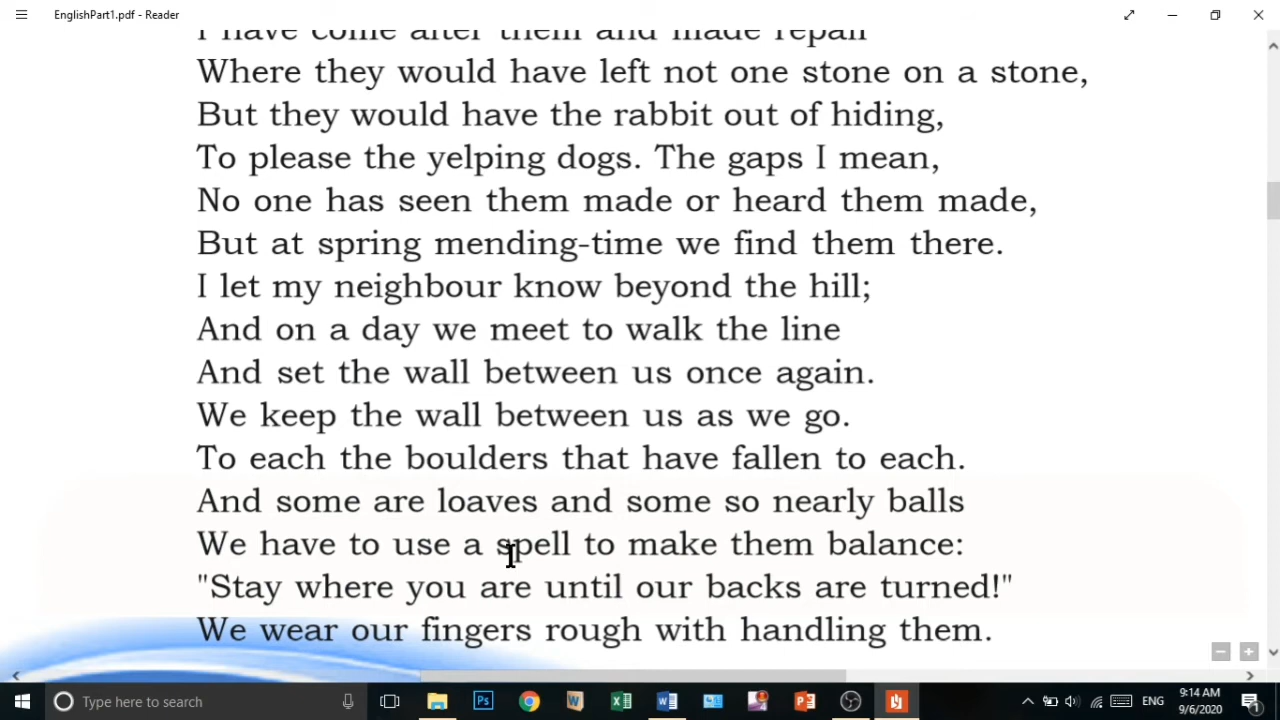 EnglishPart1.pdf - Reader
I have come after them and made repair
Where they would have left not one stone on a stone,
But they would have the rabbit out of hiding,
To please the yelping dogs. The gaps I mean,
No one has seen them made or heard them made,
But at spring mending-time we find them there.
I let my neighbour know beyond the hill;
And on a day we meet to walk the line
And set the wall between us once again.
We keep the wall between us as we go.
To each the boulders that have fallen to each.
And some are loaves and some so nearly balls
We have to use a spell to make them balance:
"Stay where you are until our backs are turned!"
We wear our fingers rough with handling them.
Type here to search
ENG
9:14 AM
9/6/2020